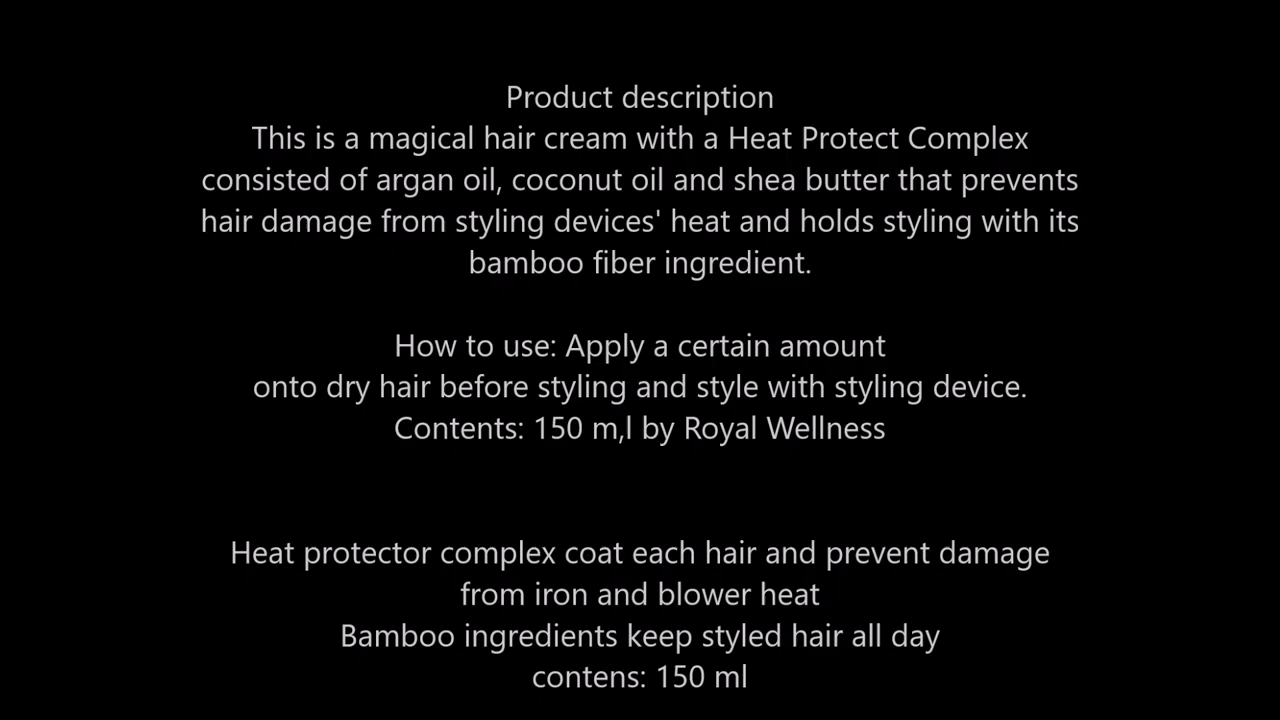 Product description
This is a magical hair cream with a Heat Protect Complex
consisted of argan oil, coconut oil and shea butter that prevents
hair damage from styling devices' heat and holds styling with its
bamboo fiber ingredient.
How to use: Apply a certain amount
onto dry hair before styling and style with styling device.
Contents: 150 m,l by Royal Wellness
Heat protector complex coat each hair and prevent damage
from iron and blower heat
Bamboo ingredients keep styled hair all day
contens: 150 ml